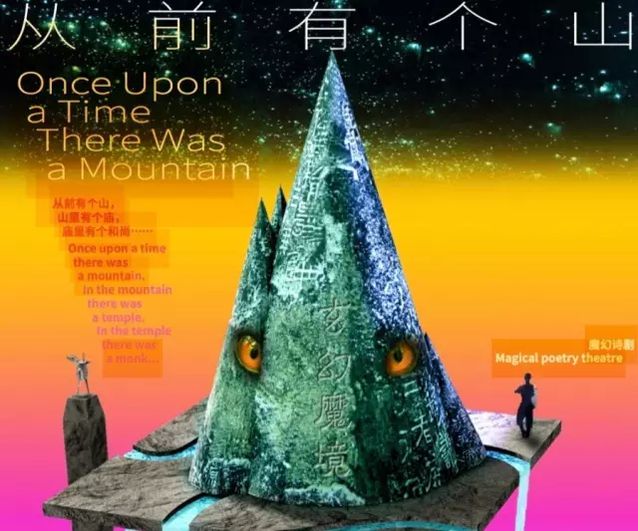 从前有个山
Once Upon
a Time
There Was
a Mountain
从前有个山，
山里有个庙，
庙里有个和尚……
Once upon a time
there was
a mountain,
In the mountain
there was
a temple,
In the temple
there was
a monk...
玄幻魔境
魔幻诗剧
Magical poetry theatre